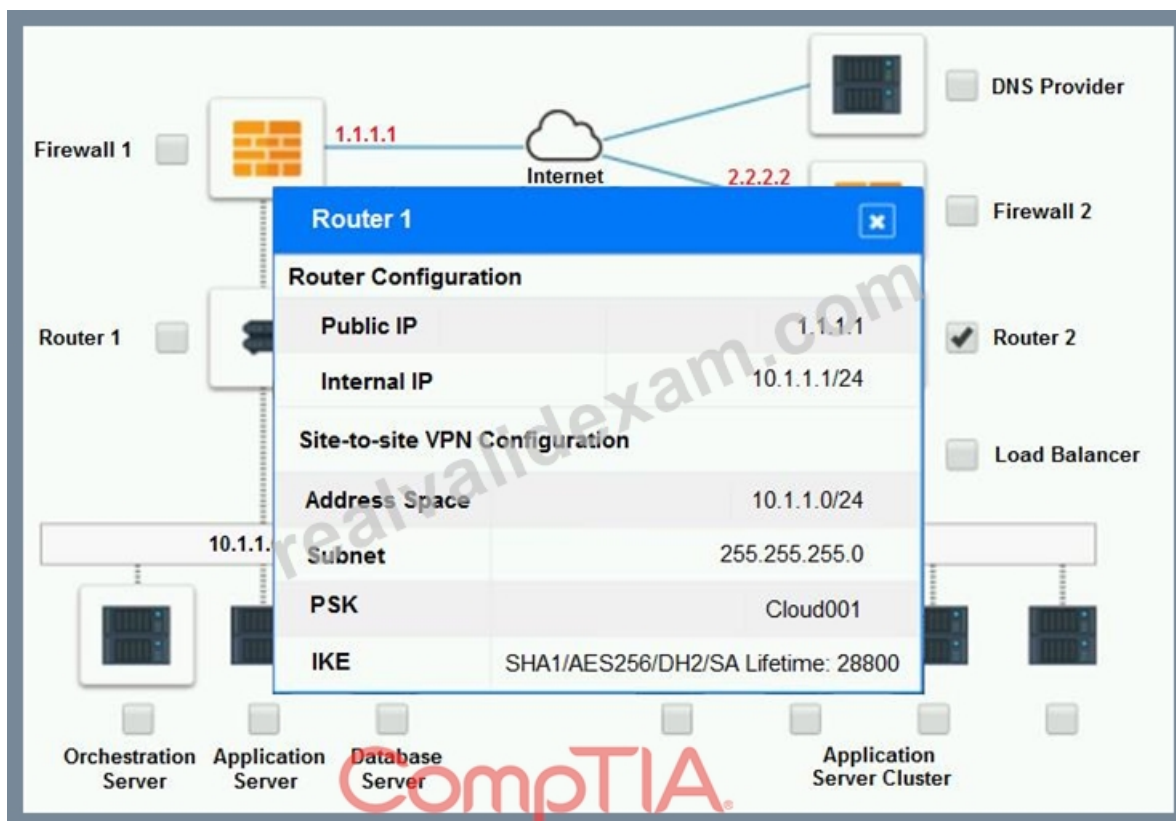 DNS Provider
Firewall 1
1.1.1.1
Internet
2.2.2.2
Firewall 2
Router 1
Router Configuration
Public IP 1.1.1.1
Internal IP 10.1.1.1/24
Site-to-site VPN Configuration
Address Space 10.1.1.0/24
Subnet 255.255.255.0
PSK Cloud001
IKE SHA1/AES256/DH2/SA Lifetime: 28800
Router 1
Router 2
Load Balancer
10.1.1.
Orchestration Server
Application Server
Database Server
Application Server Cluster
realvalidexam.com
CompTIA.